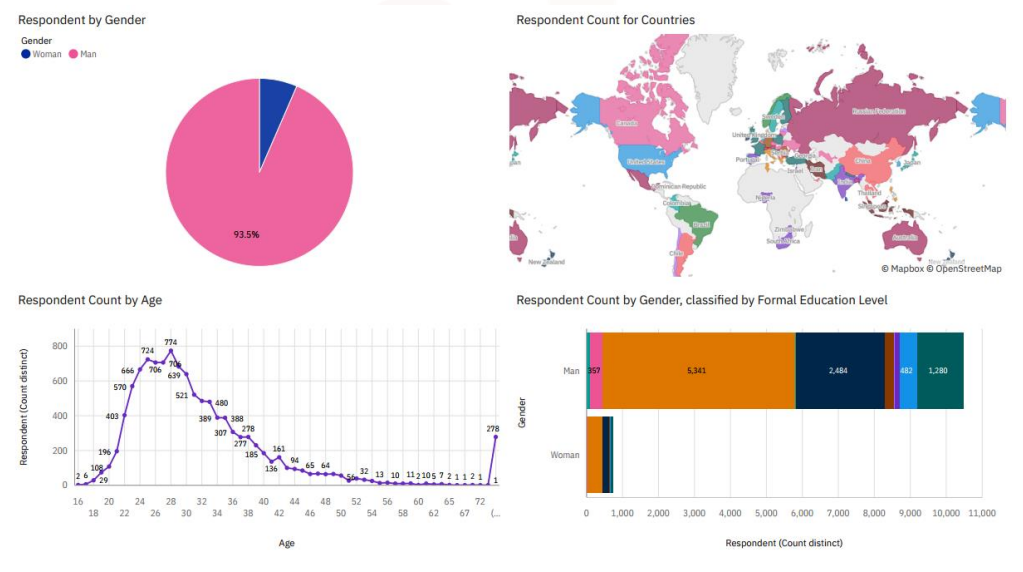 Respondent by Gender
Gender
Woman Man
93.5%
Respondent Count for Countries
Canada
United States
Dominican Republic
Colombia
Brazil
Chile
United Kingdom
Portugal
Russian Federation
Georgia
Israel
Iran
China
Japan
India
Thailand
Nigeria
Zimbabwe
South Africa
Australia
New Zealand
New Zealand
© Mapbox © OpenStreetMap
Respondent Count by Age
Respondent (Count distinct)
800
600
400
200
0
2 6 29 108 196 403 570 666 724 706 774 706 639 521 480 389 388 307 278 277 185 161 136 94 65 64 32 13 10 11 2 10 5 7 2 1 1 2 1 278 1
16 20 24 28 32 36 40 44 48 52 56 60 65 72
18 22 26 30 34 38 42 46 50 54 58 62 67 (...
Age
Respondent Count by Gender, classified by Formal Education Level
Gender
Man
357 5,341 2,484 482 1,280
Woman
0 1,000 2,000 3,000 4,000 5,000 6,000 7,000 8,000 9,000 10,000 11,000
Respondent (Count distinct)